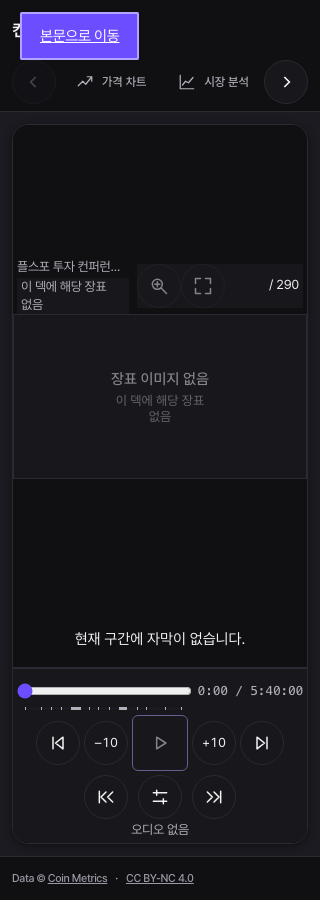 본문으로 이동
가격 차트
시장 분석
플스포 투자 컨퍼런...
이 덱에 해당 장표
없음
/ 290
장표 이미지 없음
이 덱에 해당 장표
없음
현재 구간에 자막이 없습니다.
0:00 / 5:40:00
−10
+10
오디오 없음
Data © Coin Metrics · CC BY-NC 4.0